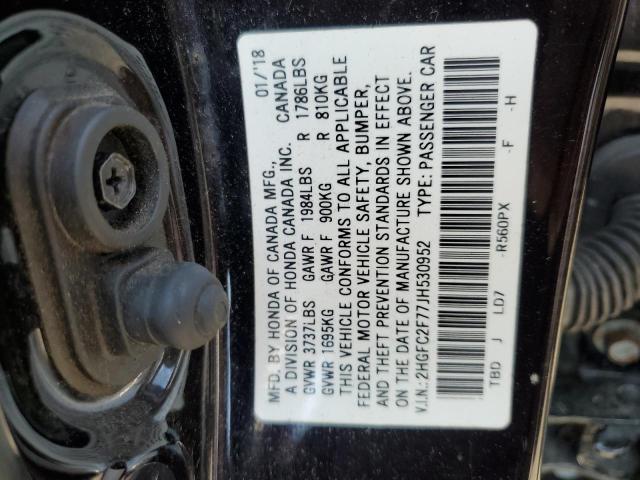 MFD. BY HONDA OF CANADA MFG., 01/'18
A DIVISION OF HONDA CANADA INC. CANADA
GVWR 3737LBS GAWR F 1984LBS R 1786LBS
GVWR 1695KG GAWR F 900KG R 810KG
THIS VEHICLE CONFORMS TO ALL APPLICABLE
FEDERAL MOTOR VEHICLE SAFETY, BUMPER,
AND THEFT PREVENTION STANDARDS IN EFFECT
ON THE DATE OF MANUFACTURE SHOWN ABOVE.
V.I.N.: 2HGFC2F77JH530952 TYPE: PASSENGER CAR
TBD J LD7 -R560PX -F -H